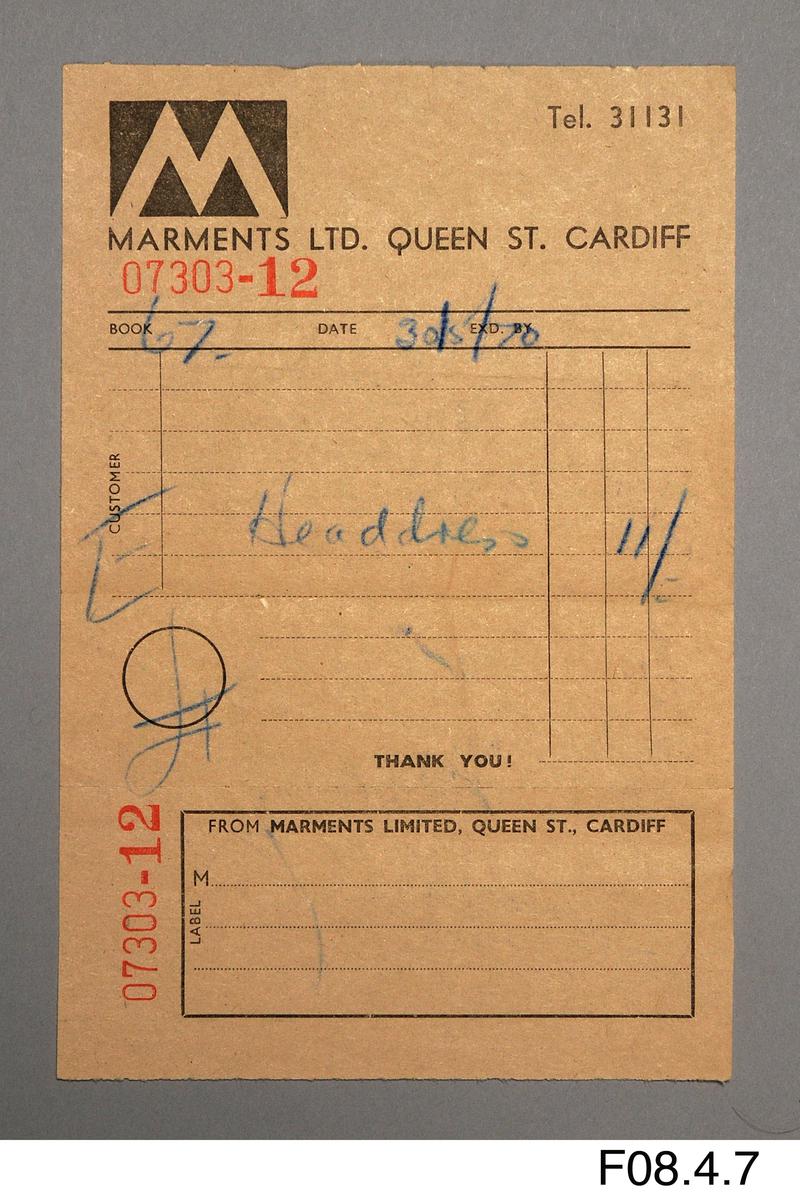 M
Tel. 31131
MARMENTS LTD. QUEEN ST. CARDIFF
07303-12
BOOK 67. DATE 30/5/70 EXD. BY
CUSTOMER
E
Headdress 11/-
THANK YOU!
07303-12
FROM MARMENTS LIMITED, QUEEN ST., CARDIFF
M
LABEL
F08.4.7